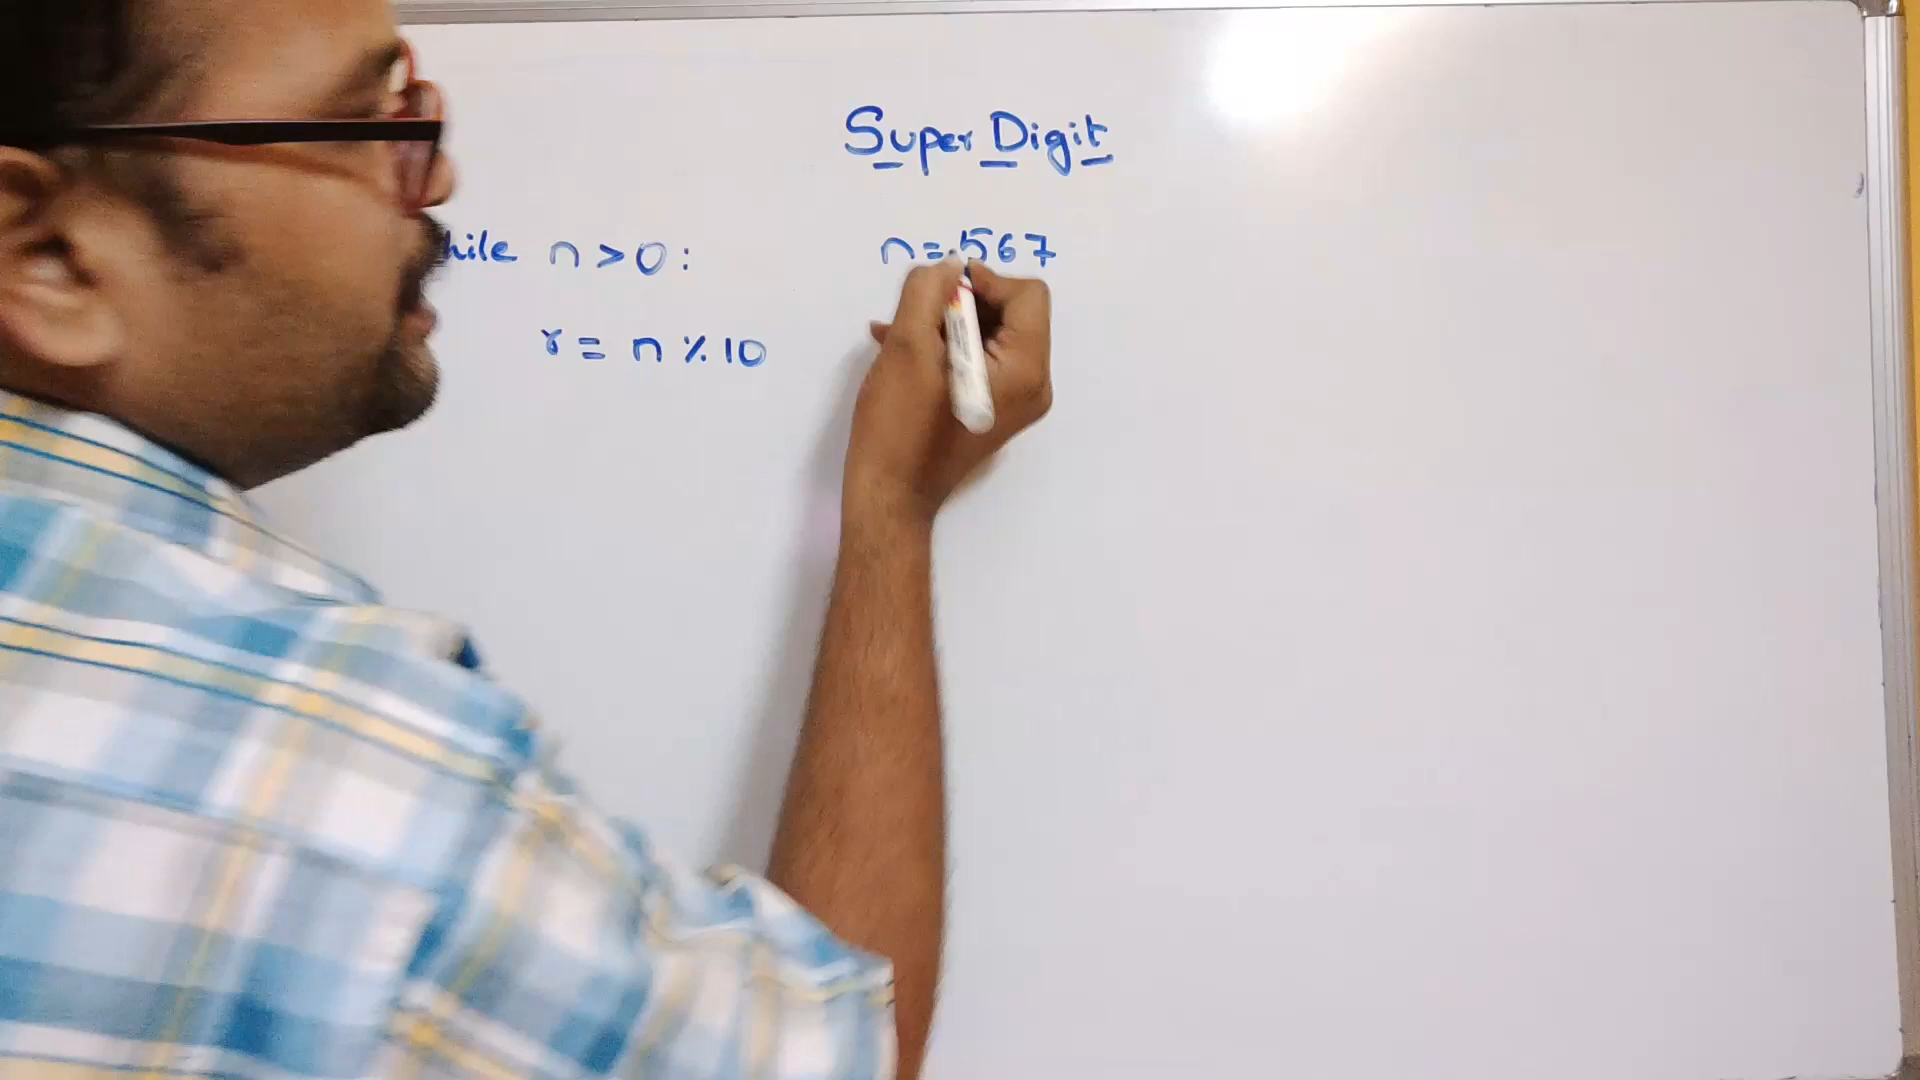 Super Digit
hile n > 0 : n = 567
r = n % 10